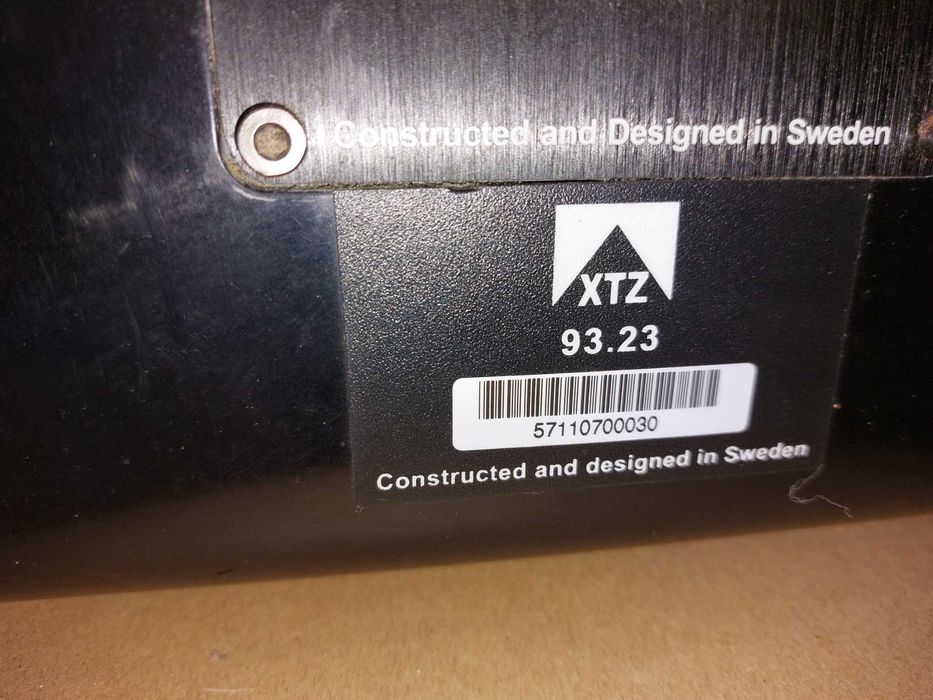 Constructed and Designed in Sweden
XTZ
93.23
57110700030
Constructed and designed in Sweden